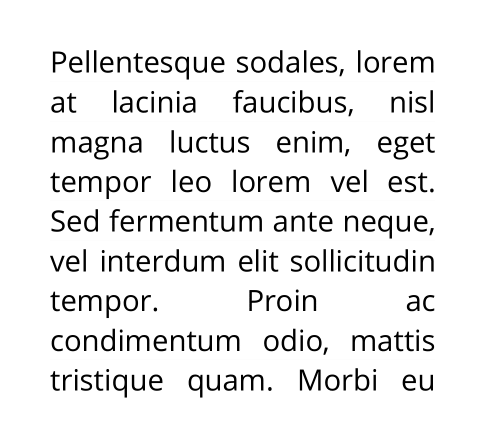 Pellentesque sodales, lorem
at lacinia faucibus, nisl
magna luctus enim, eget
tempor leo lorem vel est.
Sed fermentum ante neque,
vel interdum elit sollicitudin
tempor. Proin ac
condimentum odio, mattis
tristique quam. Morbi eu